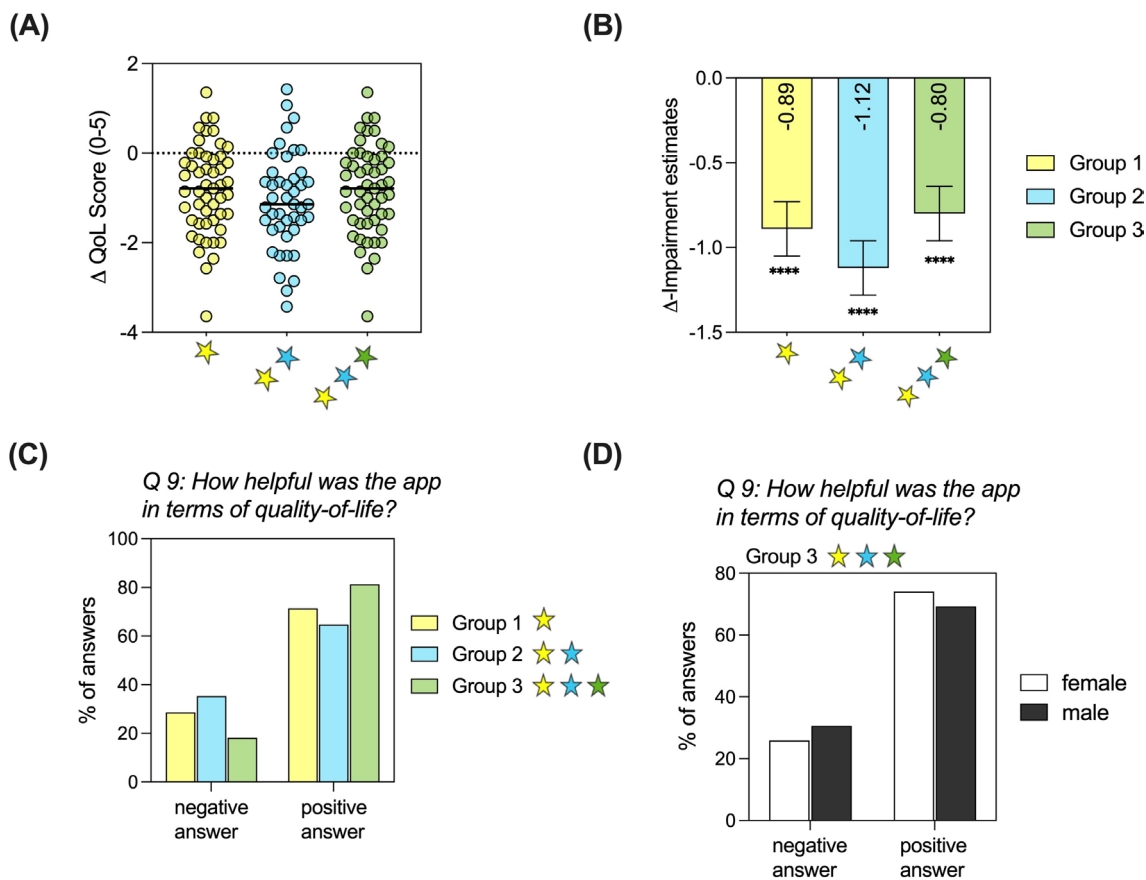 (A)
Δ QoL Score (0-5)
2
0
-2
-4
(B)
Δ-Impairment estimates
0.0
-0.5
-1.0
-1.5
-0.89
-1.12
-0.80
****
****
****
Group 1
Group 2
Group 3
(C)
Q 9: How helpful was the app
in terms of quality-of-life?
% of answers
100
80
60
40
20
0
negative
answer
positive
answer
Group 1
Group 2
Group 3
(D)
Q 9: How helpful was the app
in terms of quality-of-life?
Group 3
% of answers
80
60
40
20
0
negative
answer
positive
answer
female
male